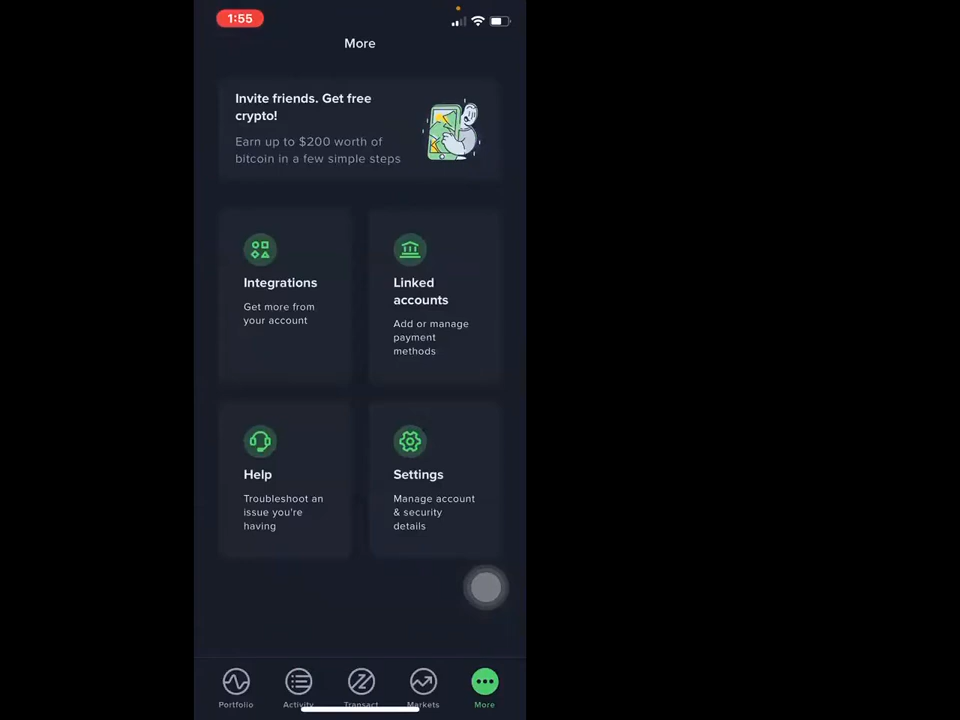 1:55
More
Invite friends. Get free
crypto!
Earn up to $200 worth of
bitcoin in a few simple steps
Integrations
Get more from
your account
Linked
accounts
Add or manage
payment
methods
Help
Troubleshoot an
issue you're
having
Settings
Manage account
& security
details
Portfolio Activity Transact Markets More